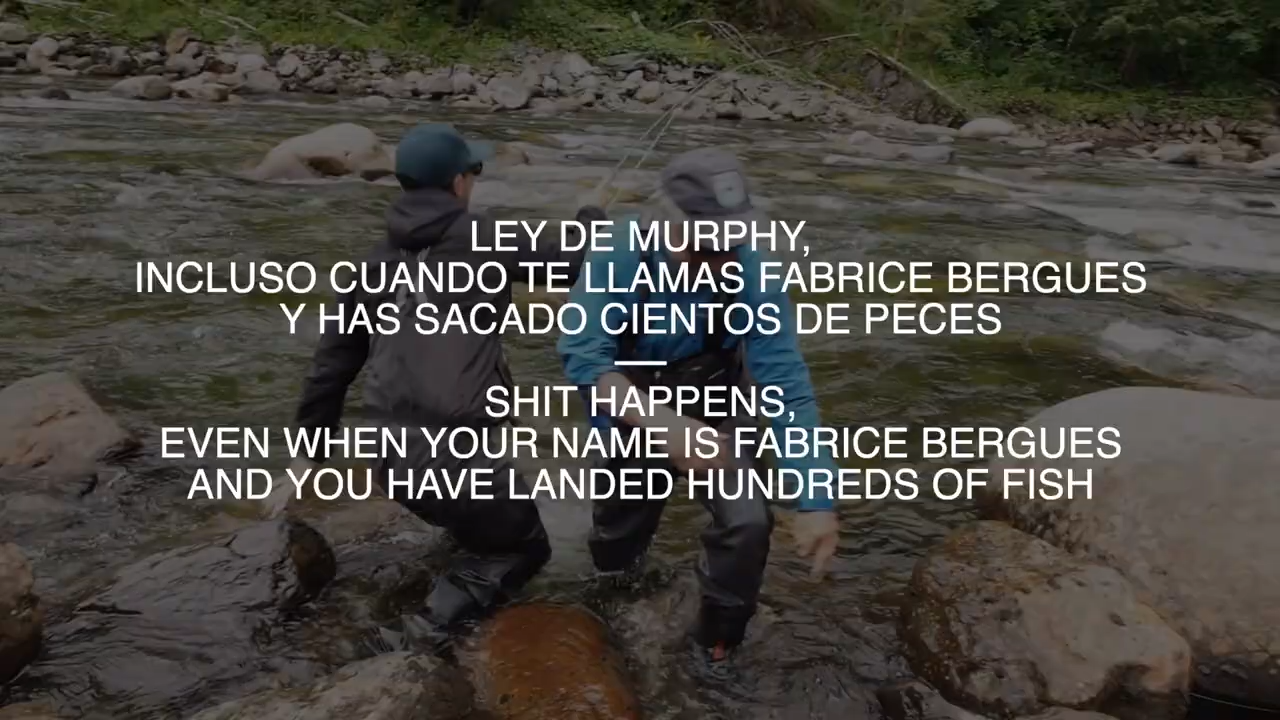 LEY DE MURPHY,
INCLUSO CUANDO TE LLAMAS FABRICE BERGUES
Y HAS SACADO CIENTOS DE PECES
—
SHIT HAPPENS,
EVEN WHEN YOUR NAME IS FABRICE BERGUES
AND YOU HAVE LANDED HUNDREDS OF FISH